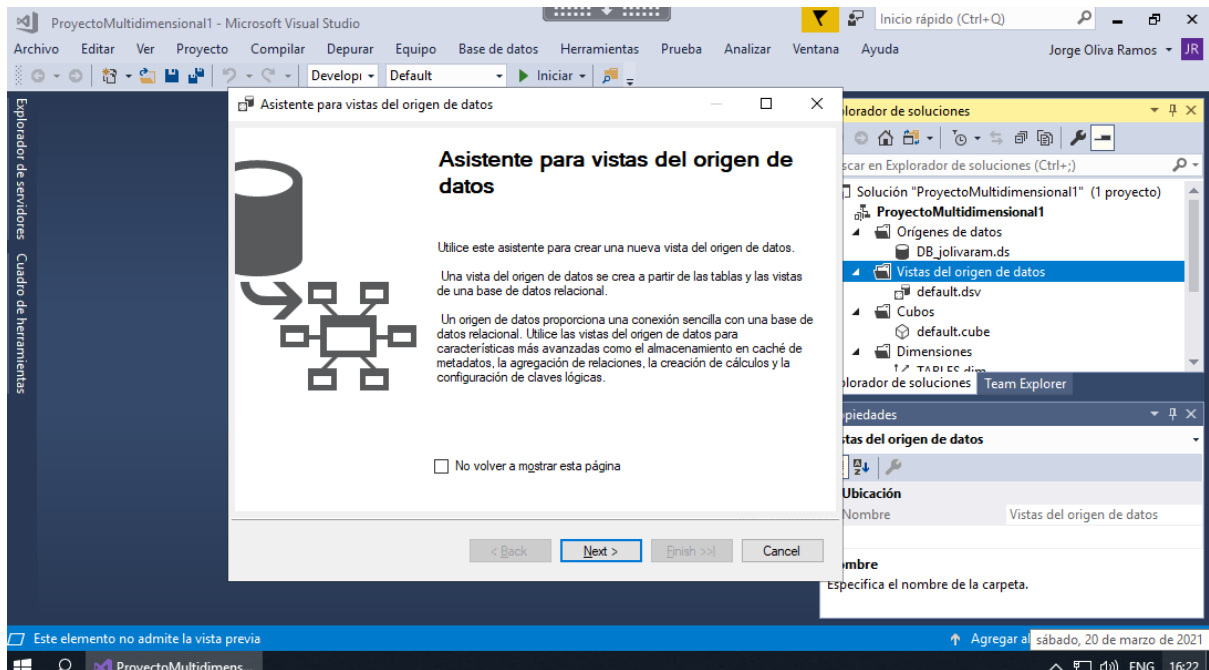 ProyectoMultidimensional1 - Microsoft Visual Studio
Inicio rápido (Ctrl+Q)
Archivo Editar Ver Proyecto Compilar Depurar Equipo Base de datos Herramientas Prueba Analizar Ventana Ayuda
Jorge Oliva Ramos JR
Developı Default Iniciar
Explorador de servidores
Cuadro de herramientas
Asistente para vistas del origen de datos
Asistente para vistas del origen de
datos
Utilice este asistente para crear una nueva vista del origen de datos.
Una vista del origen de datos se crea a partir de las tablas y las vistas
de una base de datos relacional.
Un origen de datos proporciona una conexión sencilla con una base de
datos relacional. Utilice las vistas del origen de datos para
características más avanzadas como el almacenamiento en caché de
metadatos, la agregación de relaciones, la creación de cálculos y la
configuración de claves lógicas.
No volver a mostrar esta página
< Back Next > Finish >>| Cancel
lorador de soluciones
scar en Explorador de soluciones (Ctrl+;)
Solución "ProyectoMultidimensional1" (1 proyecto)
ProyectoMultidimensional1
Orígenes de datos
DB_jolivaram.ds
Vistas del origen de datos
default.dsv
Cubos
default.cube
Dimensiones
TABLES.dim
plorador de soluciones Team Explorer
opiedades
stas del origen de datos
Ubicación
Nombre Vistas del origen de datos
ombre
Especifica el nombre de la carpeta.
Este elemento no admite la vista previa
Agregar al
sábado, 20 de marzo de 2021
ProyectoMultidimens...
ENG 16:22